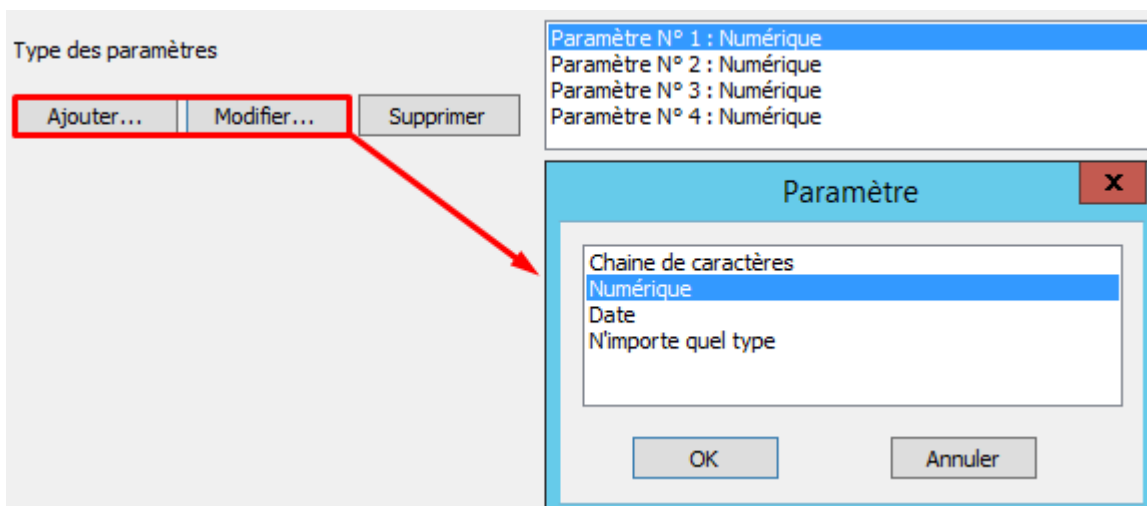 Type des paramètres
Ajouter... Modifier... Supprimer
Paramètre N° 1 : Numérique
Paramètre N° 2 : Numérique
Paramètre N° 3 : Numérique
Paramètre N° 4 : Numérique
Paramètre x
Chaine de caractères
Numérique
Date
N'importe quel type
OK Annuler